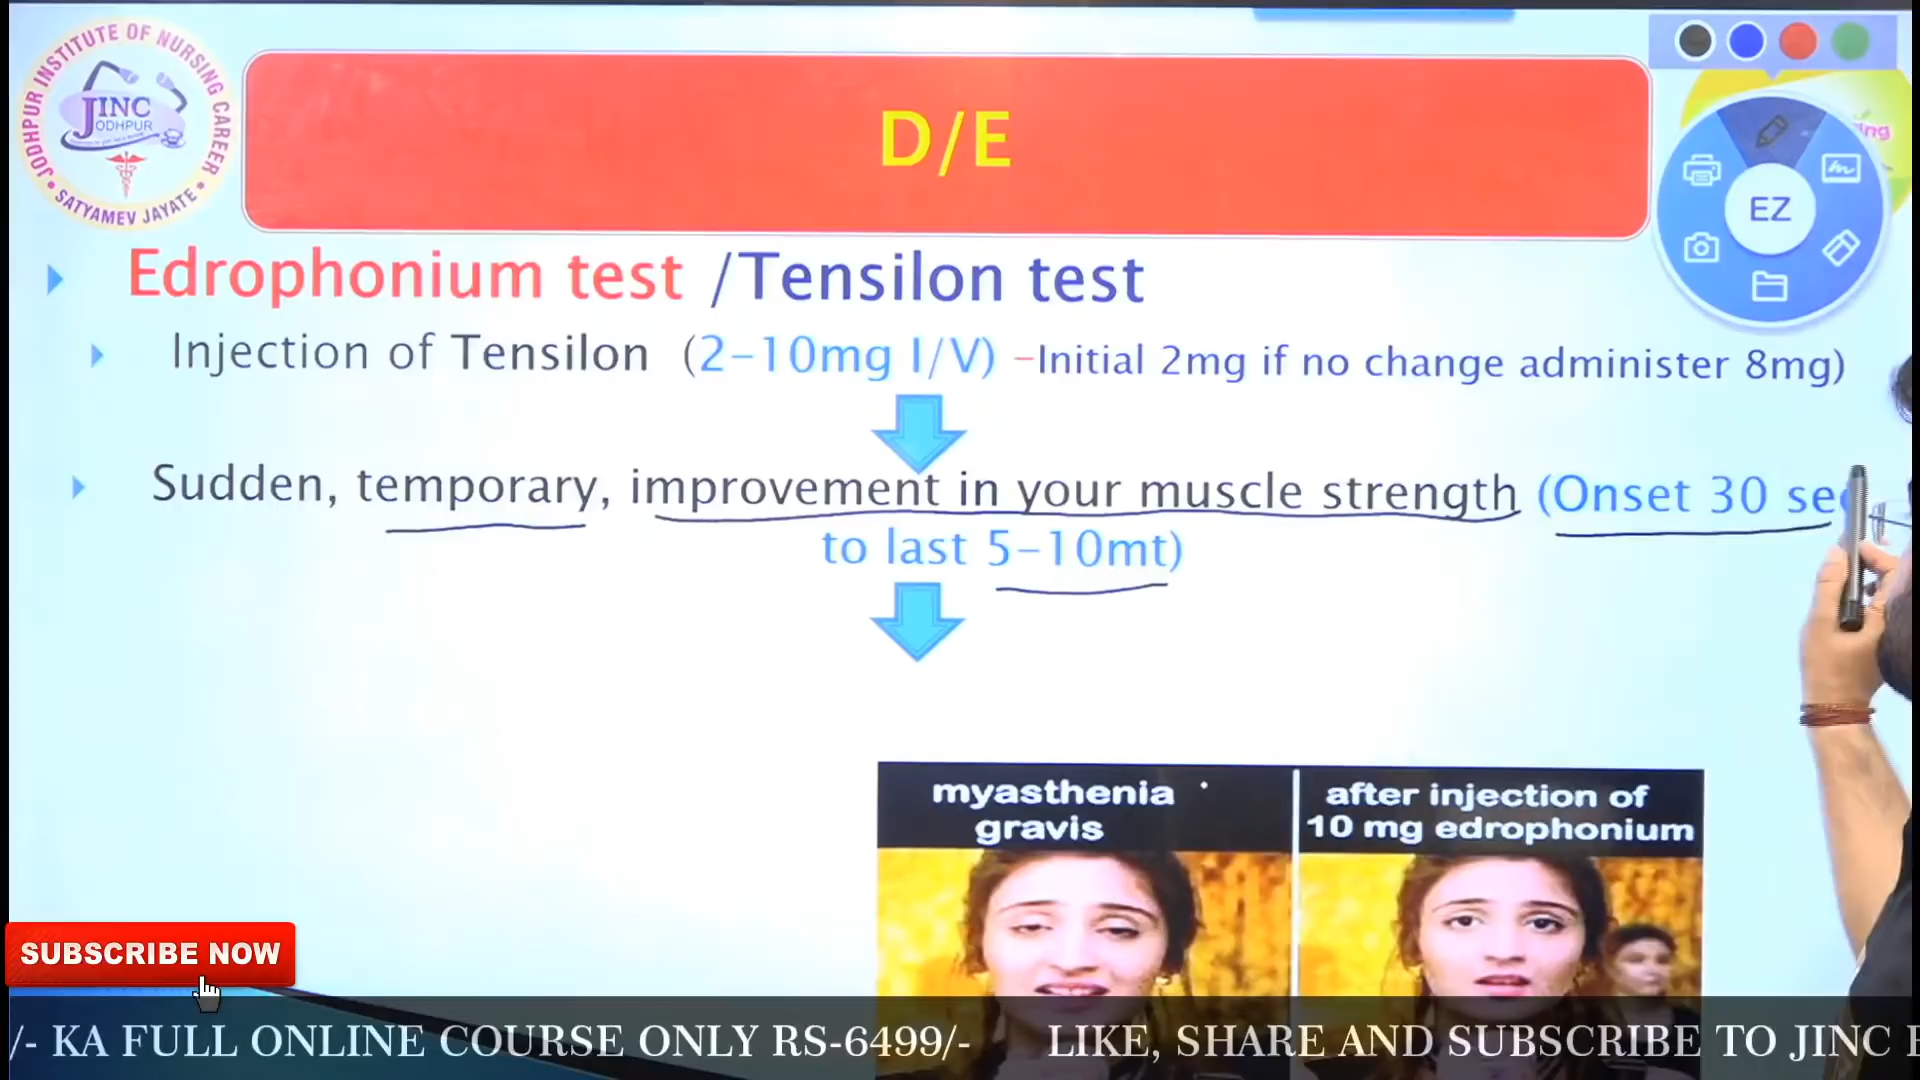 JODHPUR INSTITUTE OF NURSING CAREER
JINC
JODHPUR
SATYAMEV JAYATE
D/E
EZ
ing
Edrophonium test /Tensilon test
Injection of Tensilon (2-10mg I/V) -Initial 2mg if no change administer 8mg)
Sudden, temporary, improvement in your muscle strength (Onset 30 sec
to last 5-10mt)
myasthenia
gravis
after injection of
10 mg edrophonium
SUBSCRIBE NOW
/- KA FULL ONLINE COURSE ONLY RS-6499/- LIKE, SHARE AND SUBSCRIBE TO JINC